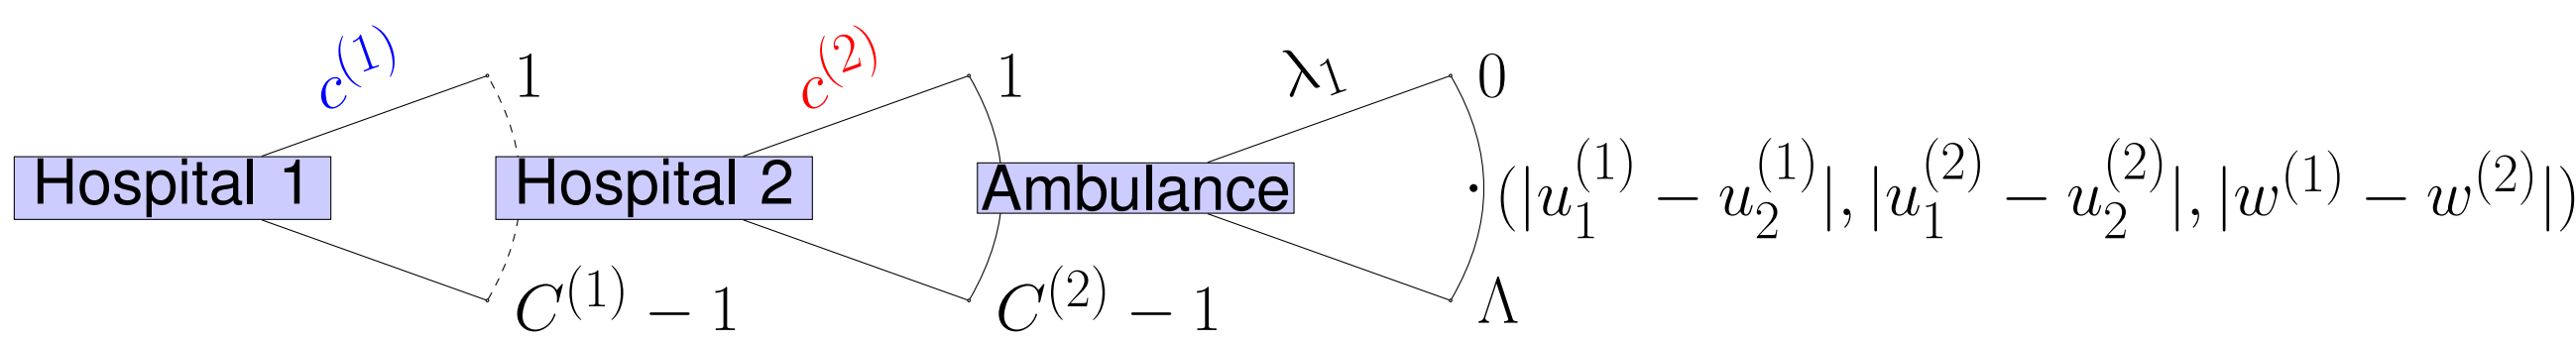 c^(1) 1 c^(2) 1 λ_1 0
Hospital 1 Hospital 2 Ambulance (|u_1^(1) − u_2^(1)|, |u_1^(2) − u_2^(2)|, |w^(1) − w^(2)|)
C^(1) − 1 C^(2) − 1 Λ